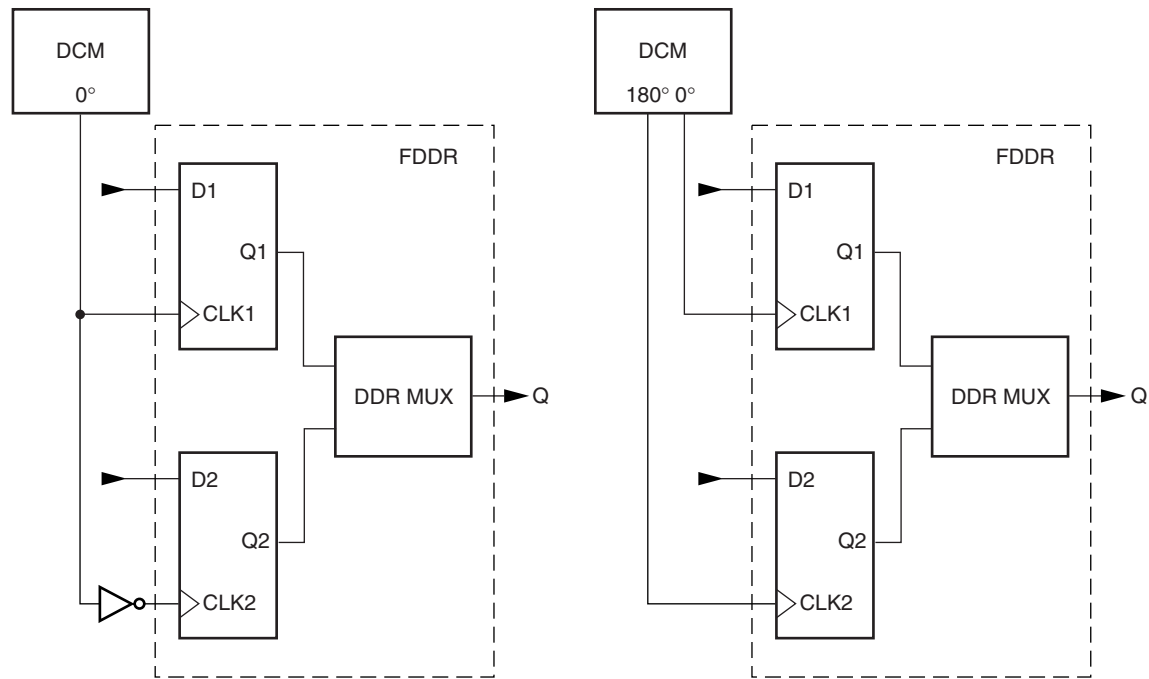 DCM
0°
FDDR
D1
Q1
CLK1
DDR MUX
Q
D2
Q2
CLK2
DCM
180° 0°
FDDR
D1
Q1
CLK1
DDR MUX
Q
D2
Q2
CLK2